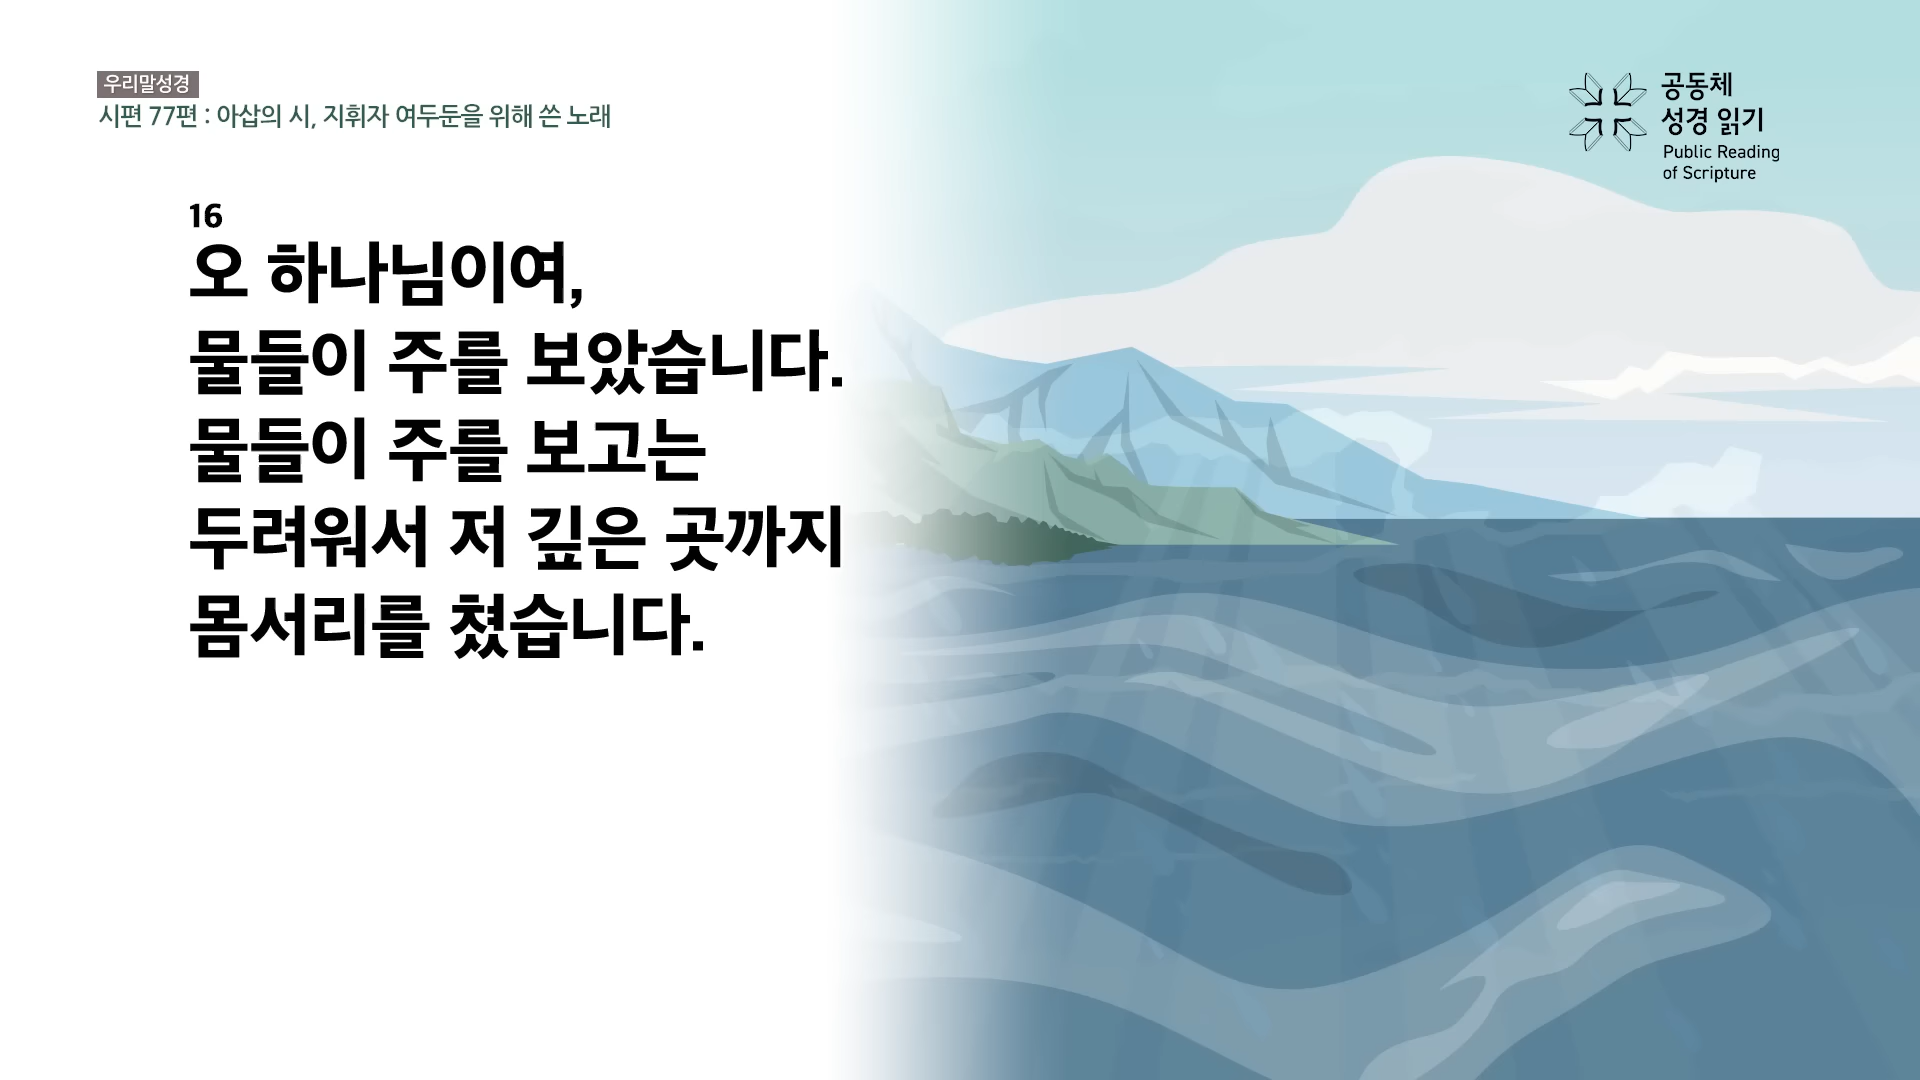 우리말성경
시편 77편 : 아삽의 시, 지휘자 여두둔을 위해 쓴 노래
공동체
성경 읽기
Public Reading
of Scripture
16
오 하나님이여,
물들이 주를 보았습니다.
물들이 주를 보고는
두려워서 저 깊은 곳까지
몸서리를 쳤습니다.